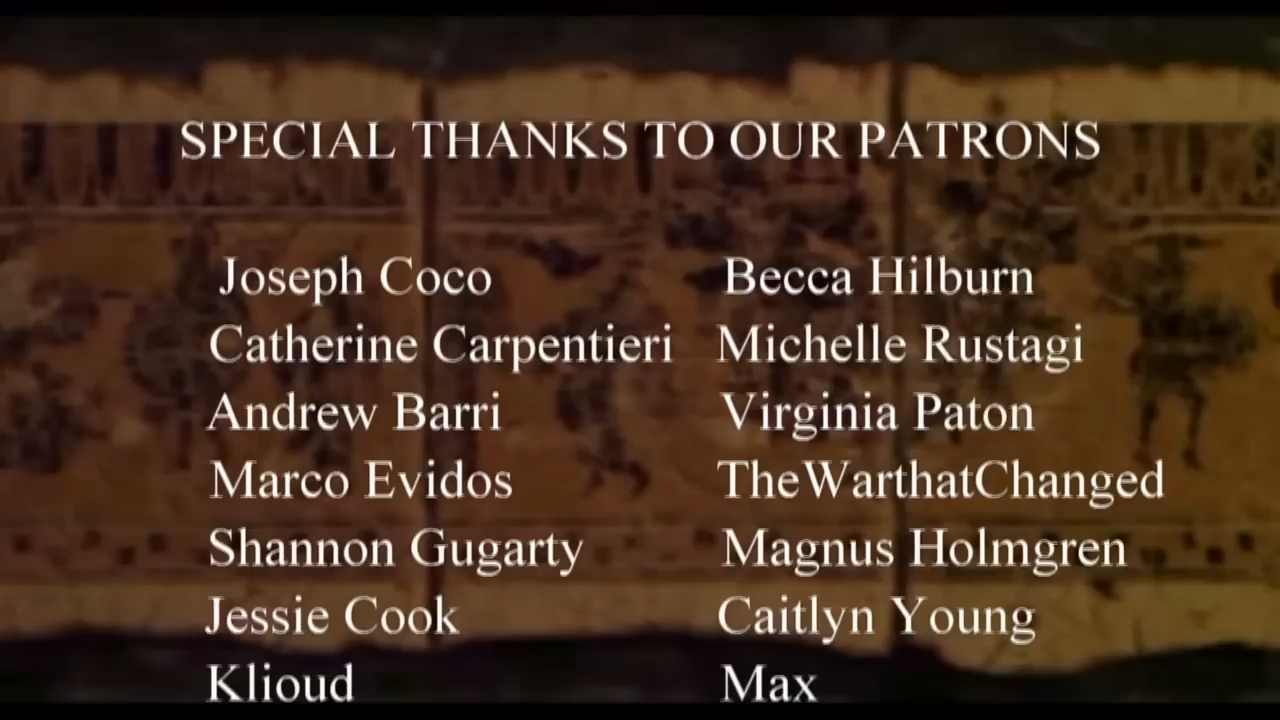 SPECIAL THANKS TO OUR PATRONS
Joseph Coco Becca Hilburn
Catherine Carpentieri Michelle Rustagi
Andrew Barri Virginia Paton
Marco Evidos TheWarthatChanged
Shannon Gugarty Magnus Holmgren
Jessie Cook Caitlyn Young
Klioud Max